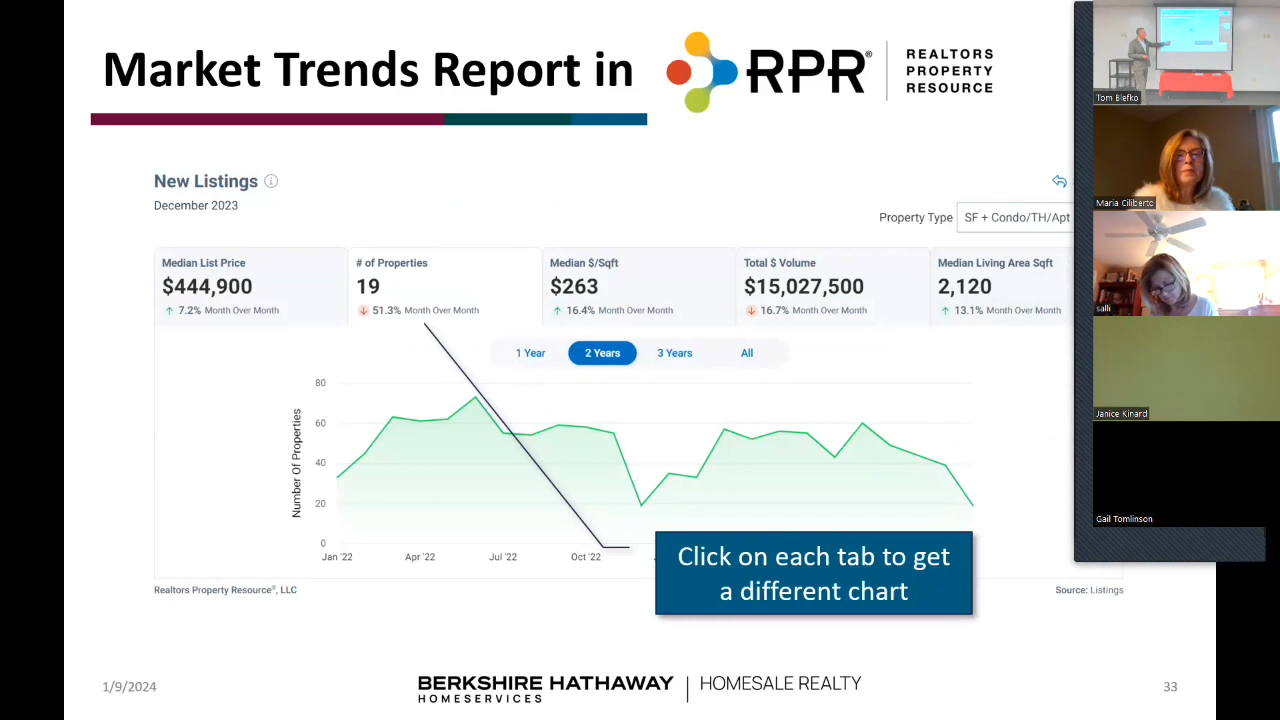 Market Trends Report in
RPR®
REALTORS
PROPERTY
RESOURCE
New Listings
December 2023
Property Type
SF + Condo/TH/Apt
Median List Price
$444,900
7.2% Month Over Month
# of Properties
19
51.3% Month Over Month
Median $/Sqft
$263
16.4% Month Over Month
Total $ Volume
$15,027,500
16.7% Month Over Month
Median Living Area Sqft
2,120
13.1% Month Over Month
1 Year
2 Years
3 Years
All
Number Of Properties
80
60
40
20
0
Jan '22
Apr '22
Jul '22
Oct '22
Click on each tab to get
a different chart
Realtors Property Resource®, LLC
Source: Listings
1/9/2024
BERKSHIRE HATHAWAY
HOMESERVICES
HOMESALE REALTY
33
Tom Blefko
Maria Ciliberto
salli
Janice Kinard
Gail Tomlinson